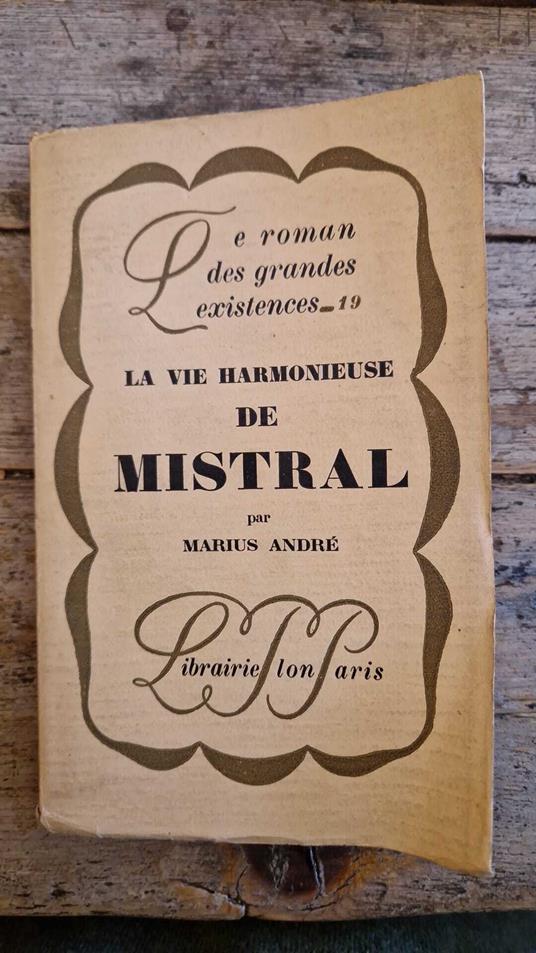 Le roman
des grandes
existences_19
LA VIE HARMONIEUSE
DE
MISTRAL
par
MARIUS ANDRÉ
Librairie Plon Paris